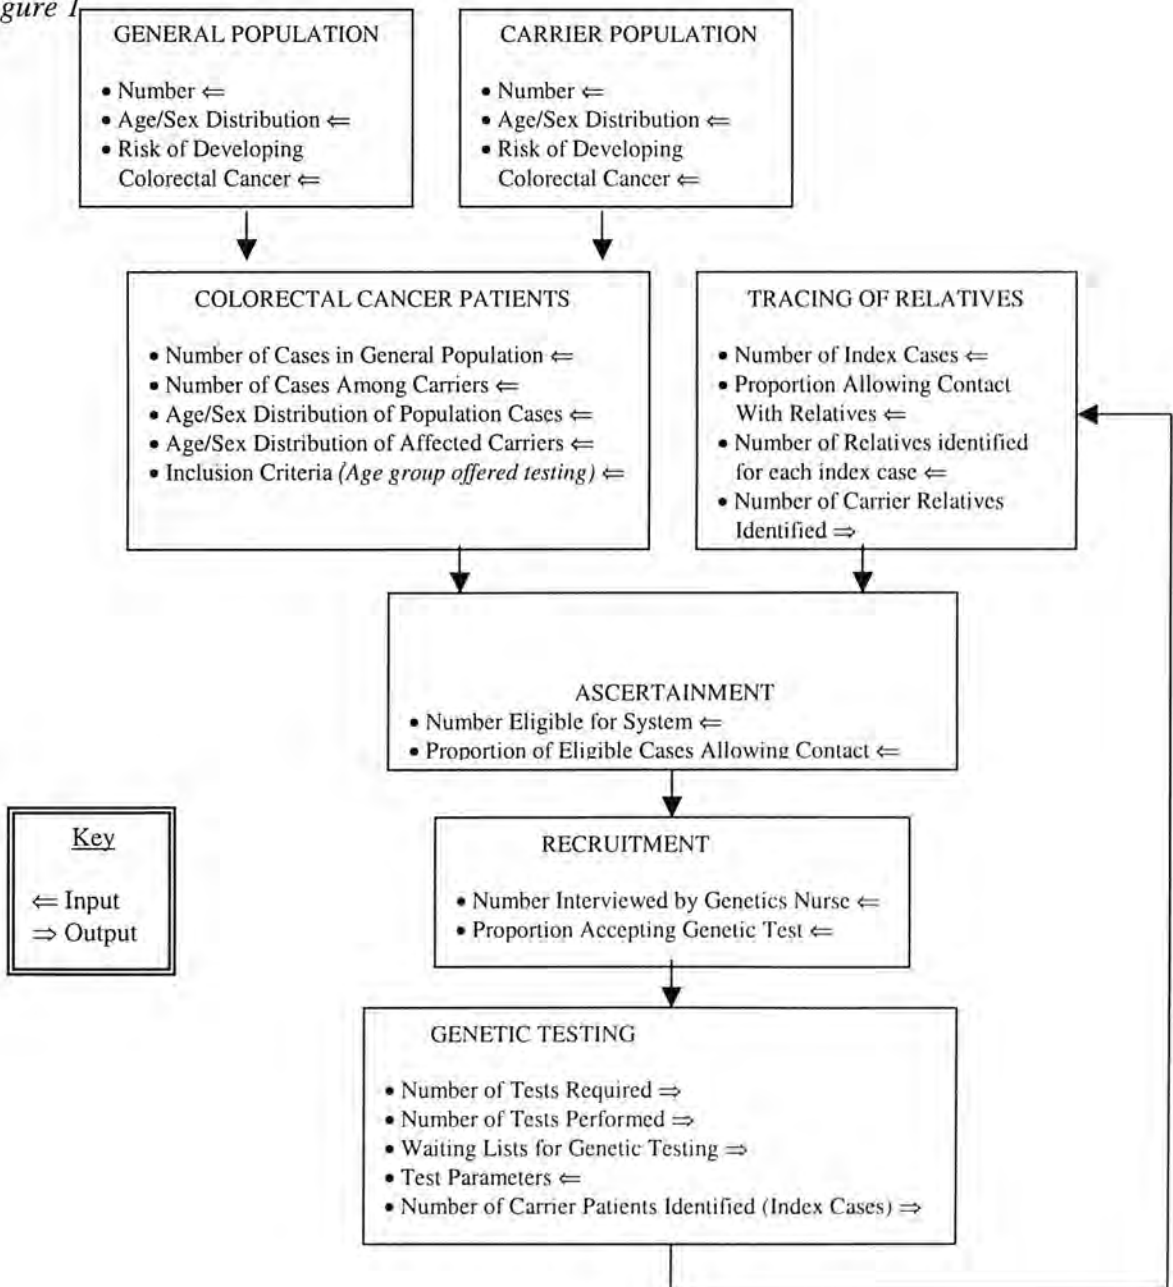 gure 1
GENERAL POPULATION
• Number ⇐
• Age/Sex Distribution ⇐
• Risk of Developing
Colorectal Cancer ⇐
CARRIER POPULATION
• Number ⇐
• Age/Sex Distribution ⇐
• Risk of Developing
Colorectal Cancer ⇐
COLORECTAL CANCER PATIENTS
• Number of Cases in General Population ⇐
• Number of Cases Among Carriers ⇐
• Age/Sex Distribution of Population Cases ⇐
• Age/Sex Distribution of Affected Carriers ⇐
• Inclusion Criteria (Age group offered testing) ⇐
TRACING OF RELATIVES
• Number of Index Cases ⇐
• Proportion Allowing Contact
With Relatives ⇐
• Number of Relatives identified
for each index case ⇐
• Number of Carrier Relatives
Identified ⇒
ASCERTAINMENT
• Number Eligible for System ⇐
• Proportion of Eligible Cases Allowing Contact ⇐
Key
⇐ Input
⇒ Output
RECRUITMENT
• Number Interviewed by Genetics Nurse ⇐
• Proportion Accepting Genetic Test ⇐
GENETIC TESTING
• Number of Tests Required ⇒
• Number of Tests Performed ⇒
• Waiting Lists for Genetic Testing ⇒
• Test Parameters ⇐
• Number of Carrier Patients Identified (Index Cases) ⇒